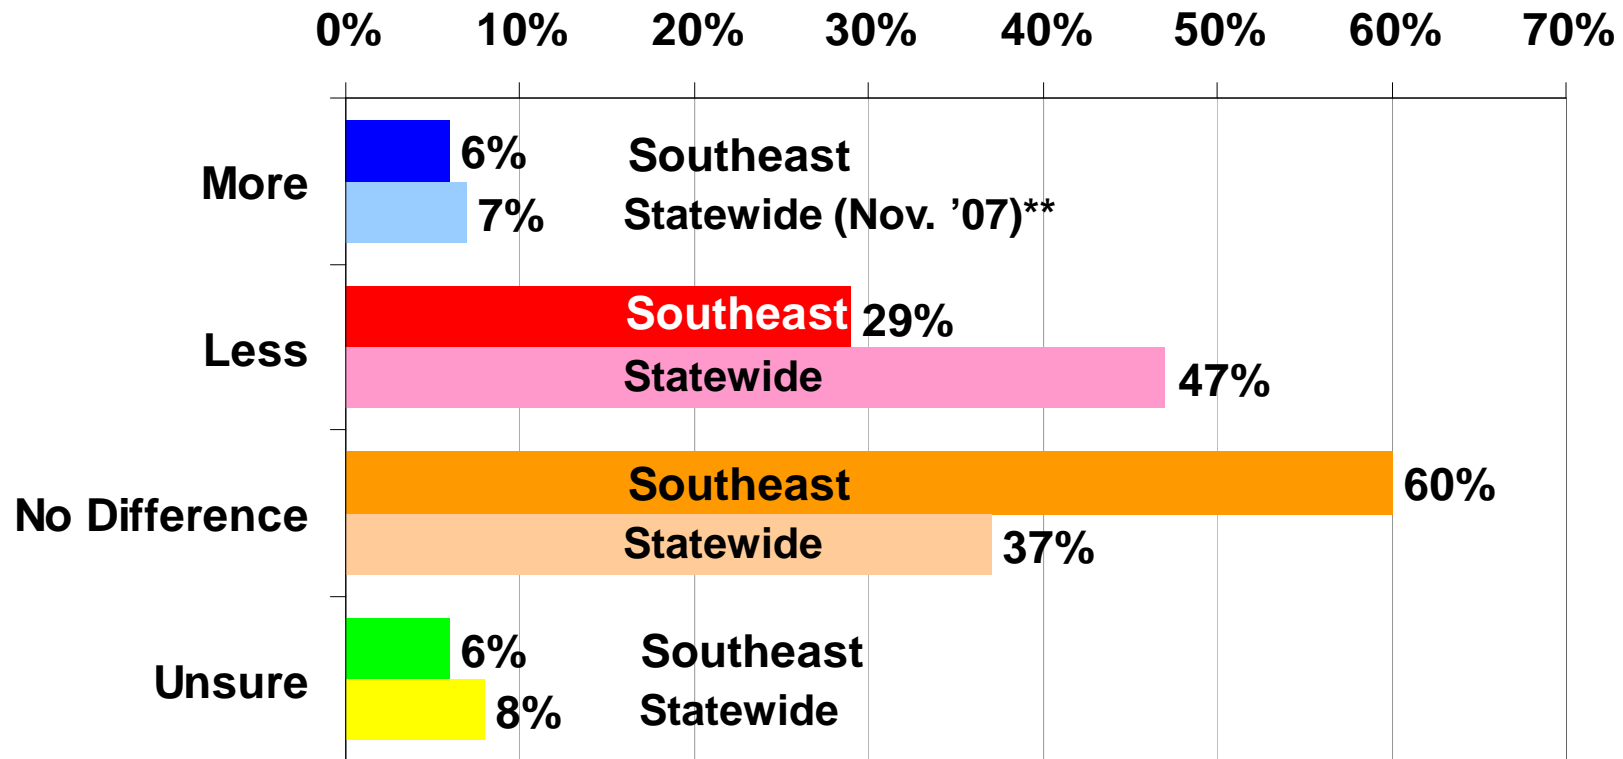 0% 10% 20% 30% 40% 50% 60% 70%
More
6% Southeast
7% Statewide (Nov. ’07)**
Less
Southeast 29%
Statewide 47%
No Difference
Southeast 60%
Statewide 37%
Unsure
6% Southeast
8% Statewide